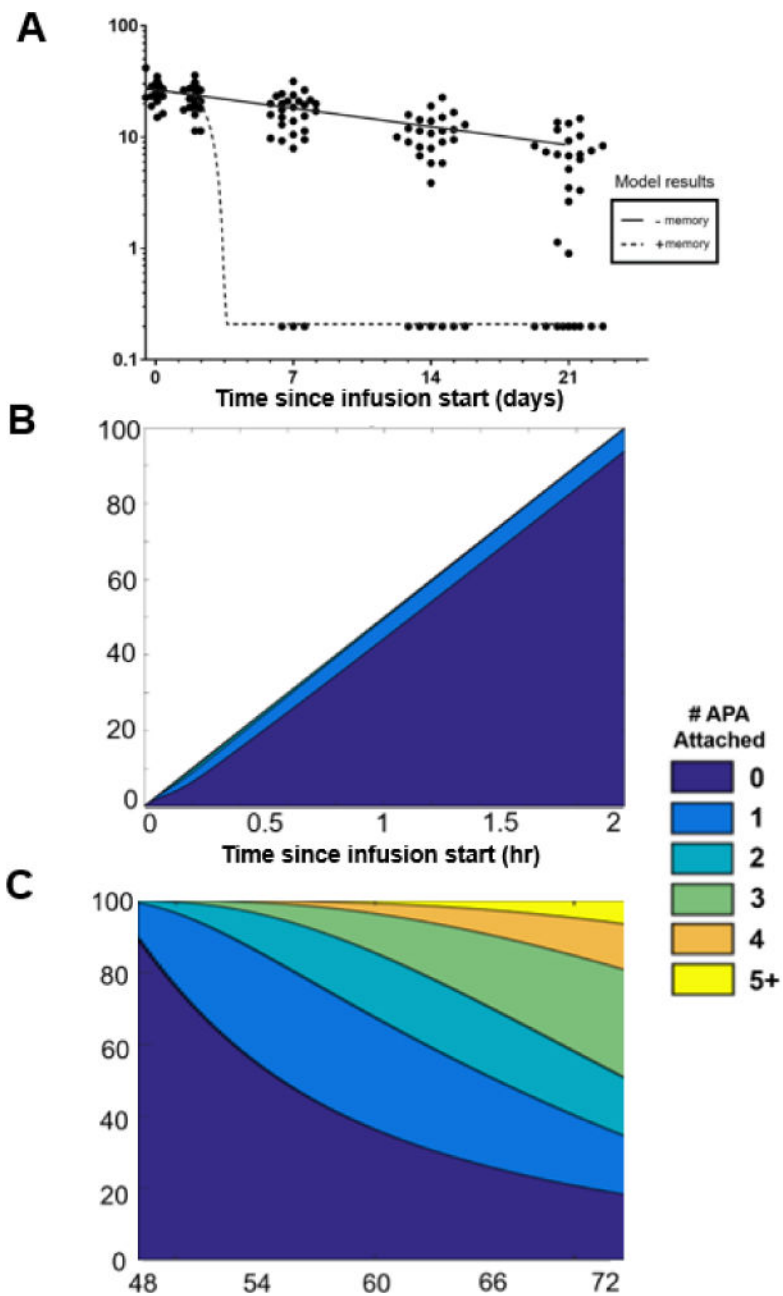 A
100
10
1
0.1
0 7 14 21
Time since infusion start (days)
Model results
- memory
+ memory
B
100
80
60
40
20
0
0 0.5 1 1.5 2
Time since infusion start (hr)
# APA
Attached
0
1
2
3
4
5+
C
100
80
60
40
20
0
48 54 60 66 72